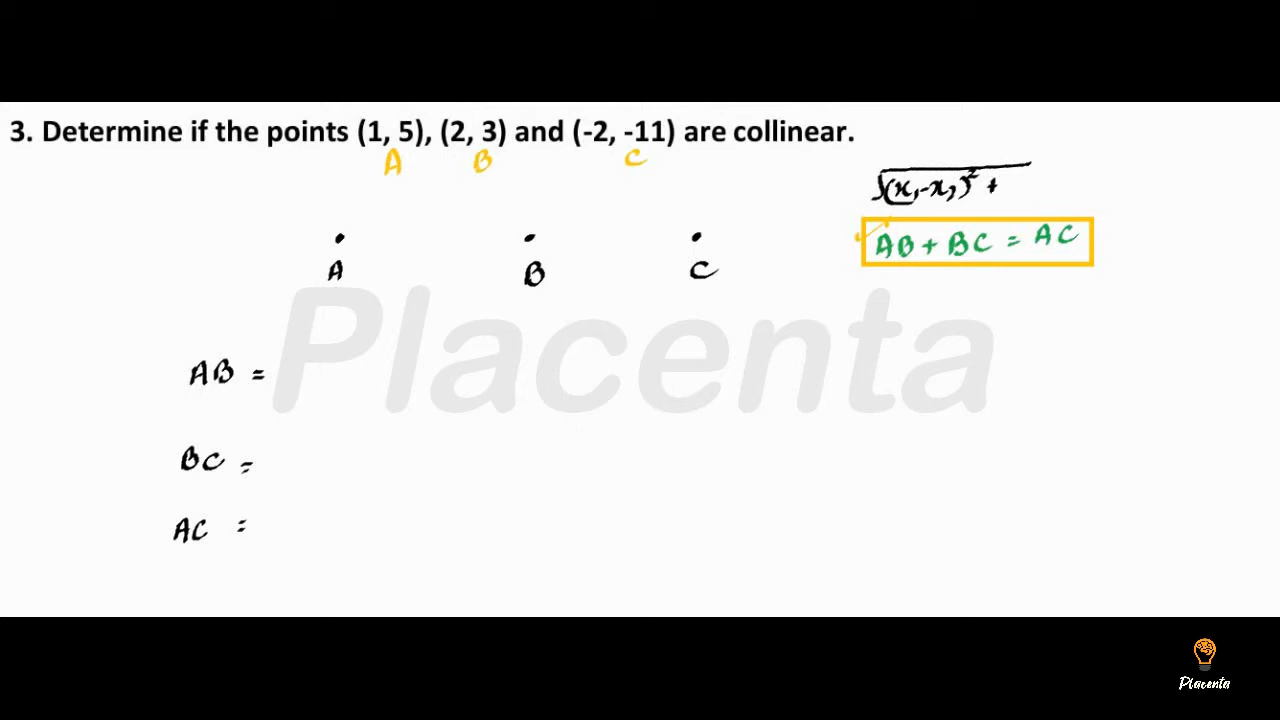 3. Determine if the points (1, 5), (2, 3) and (-2, -11) are collinear.
A B C
√(x₁-x₂)² +
AB + BC = AC
A B C
Placenta
AB =
BC =
AC =
Placenta